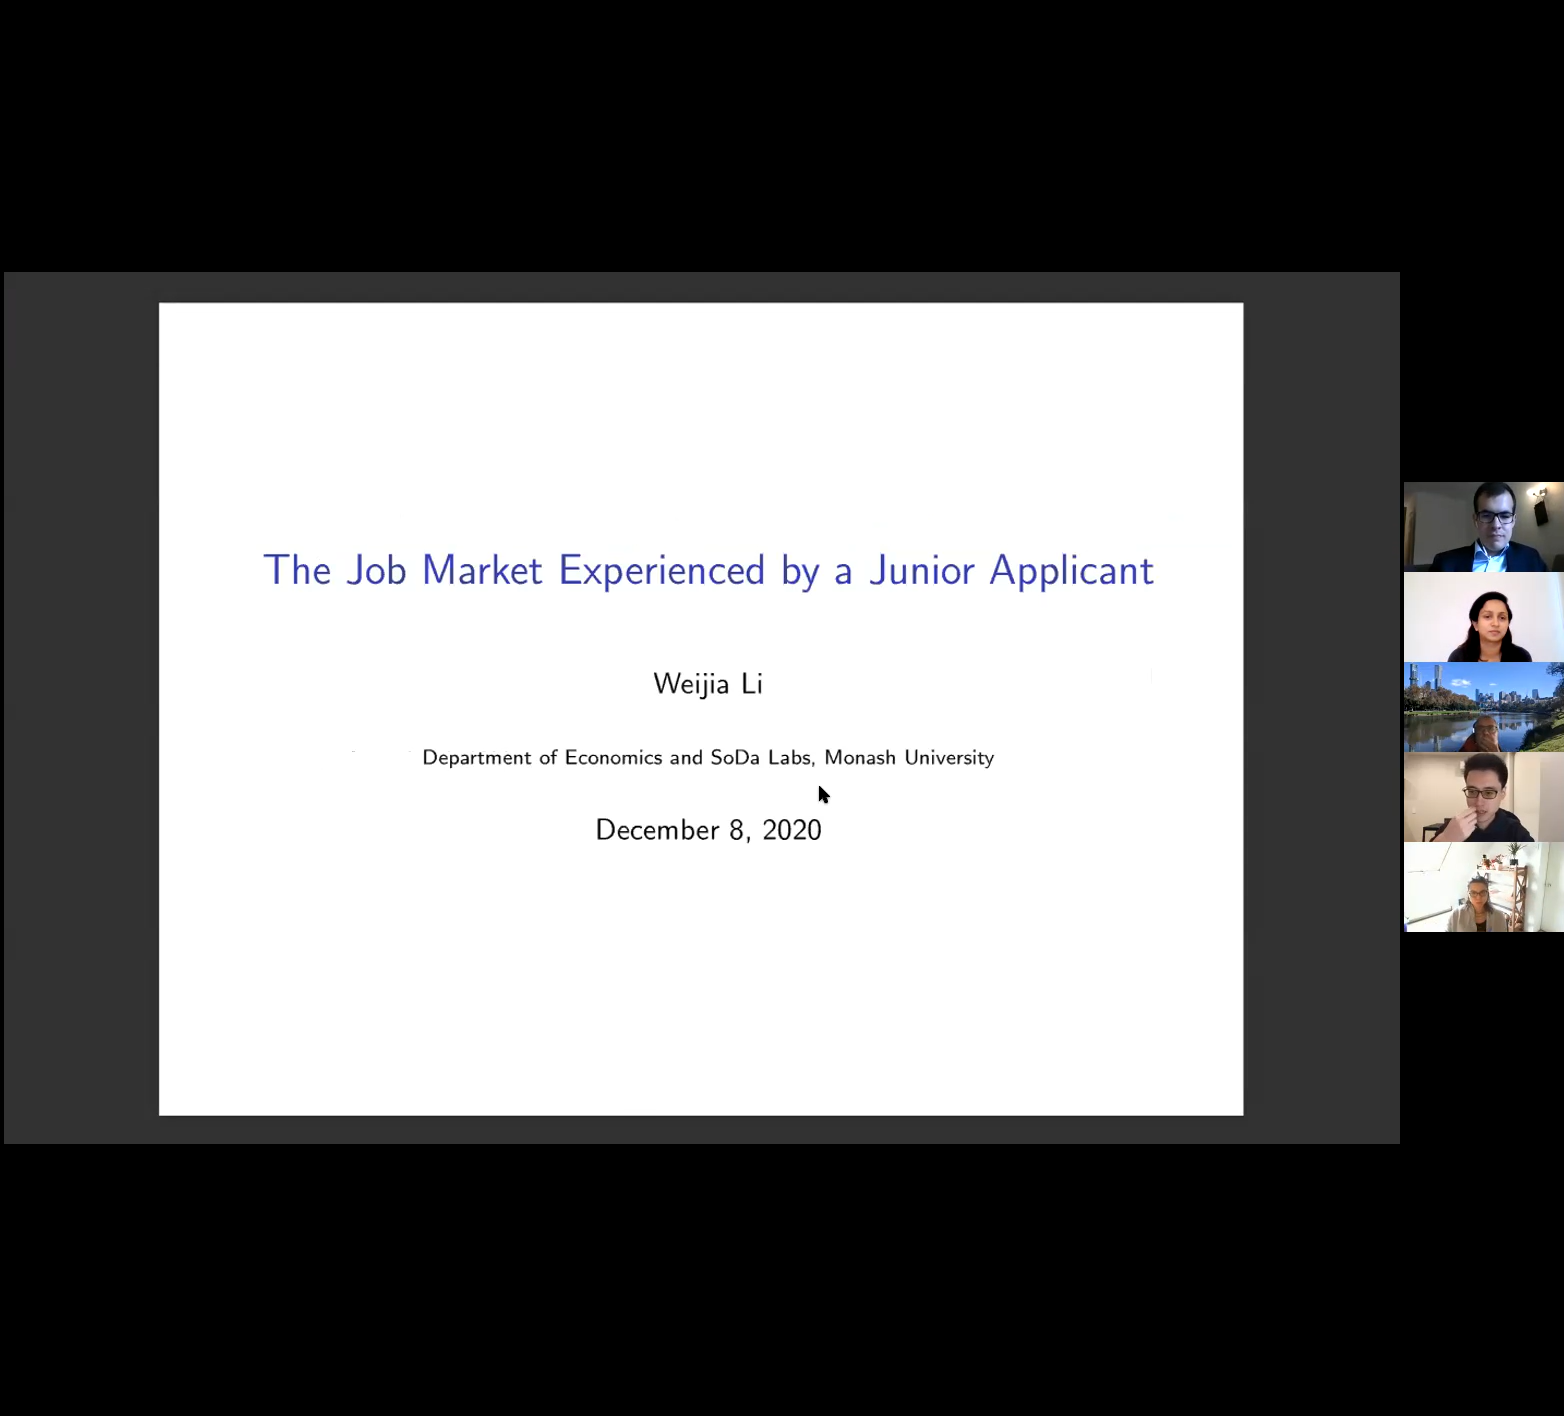 The Job Market Experienced by a Junior Applicant
Weijia Li
Department of Economics and SoDa Labs, Monash University
December 8, 2020